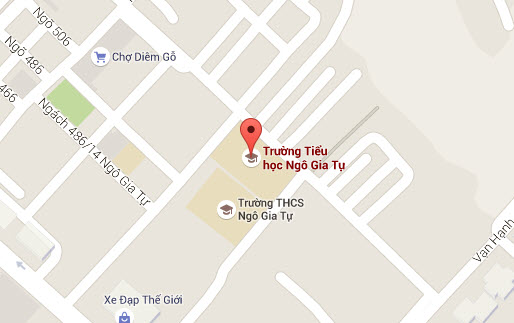 Ngõ 506
Ngõ 486
466
Chợ Diêm Gỗ
Ngách 486/14 Ngô Gia Tự
Trường Tiểu
học Ngô Gia Tụ
Trường THCS
Ngô Gia Tự
Vạn Hạnh
Xe Đạp Thế Giới